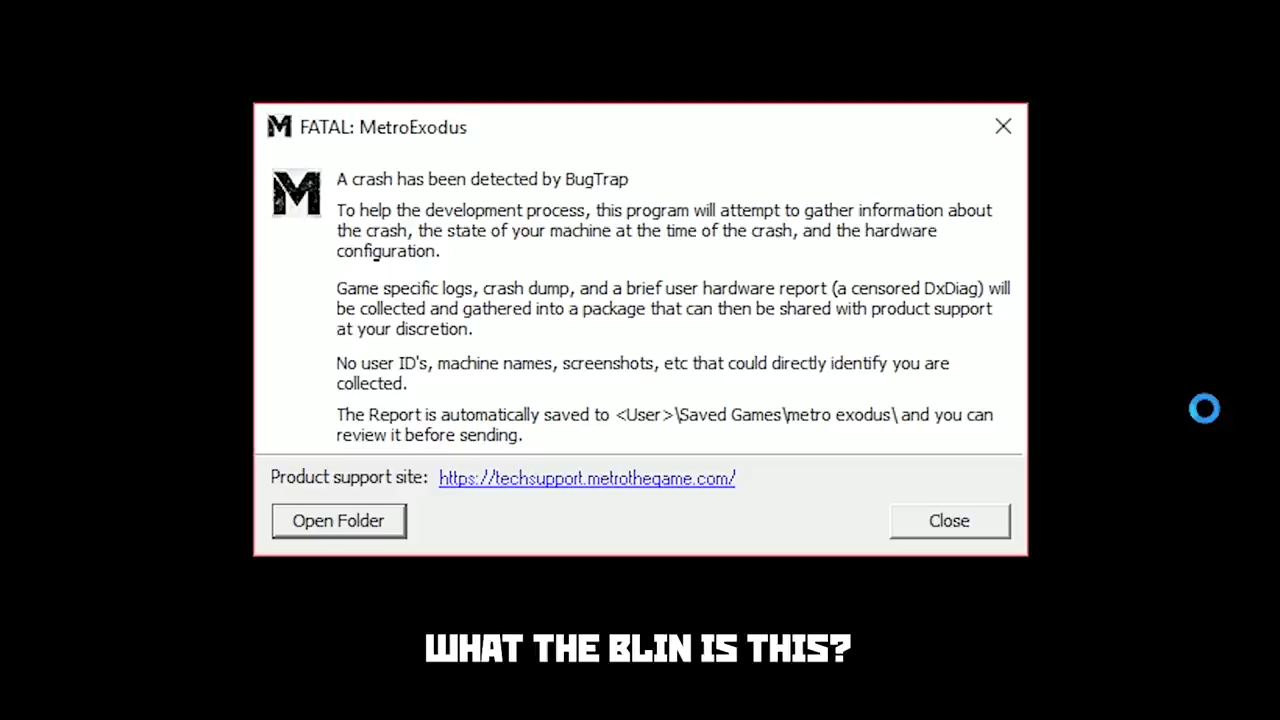 FATAL: MetroExodus
A crash has been detected by BugTrap
To help the development process, this program will attempt to gather information about
the crash, the state of your machine at the time of the crash, and the hardware
configuration.
Game specific logs, crash dump, and a brief user hardware report (a censored DxDiag) will
be collected and gathered into a package that can then be shared with product support
at your discretion.
No user ID's, machine names, screenshots, etc that could directly identify you are
collected.
The Report is automatically saved to <User>\Saved Games\metro exodus\ and you can
review it before sending.
Product support site: https://techsupport.metrothegame.com/
Open Folder Close
WHAT THE BLIN IS THIS?